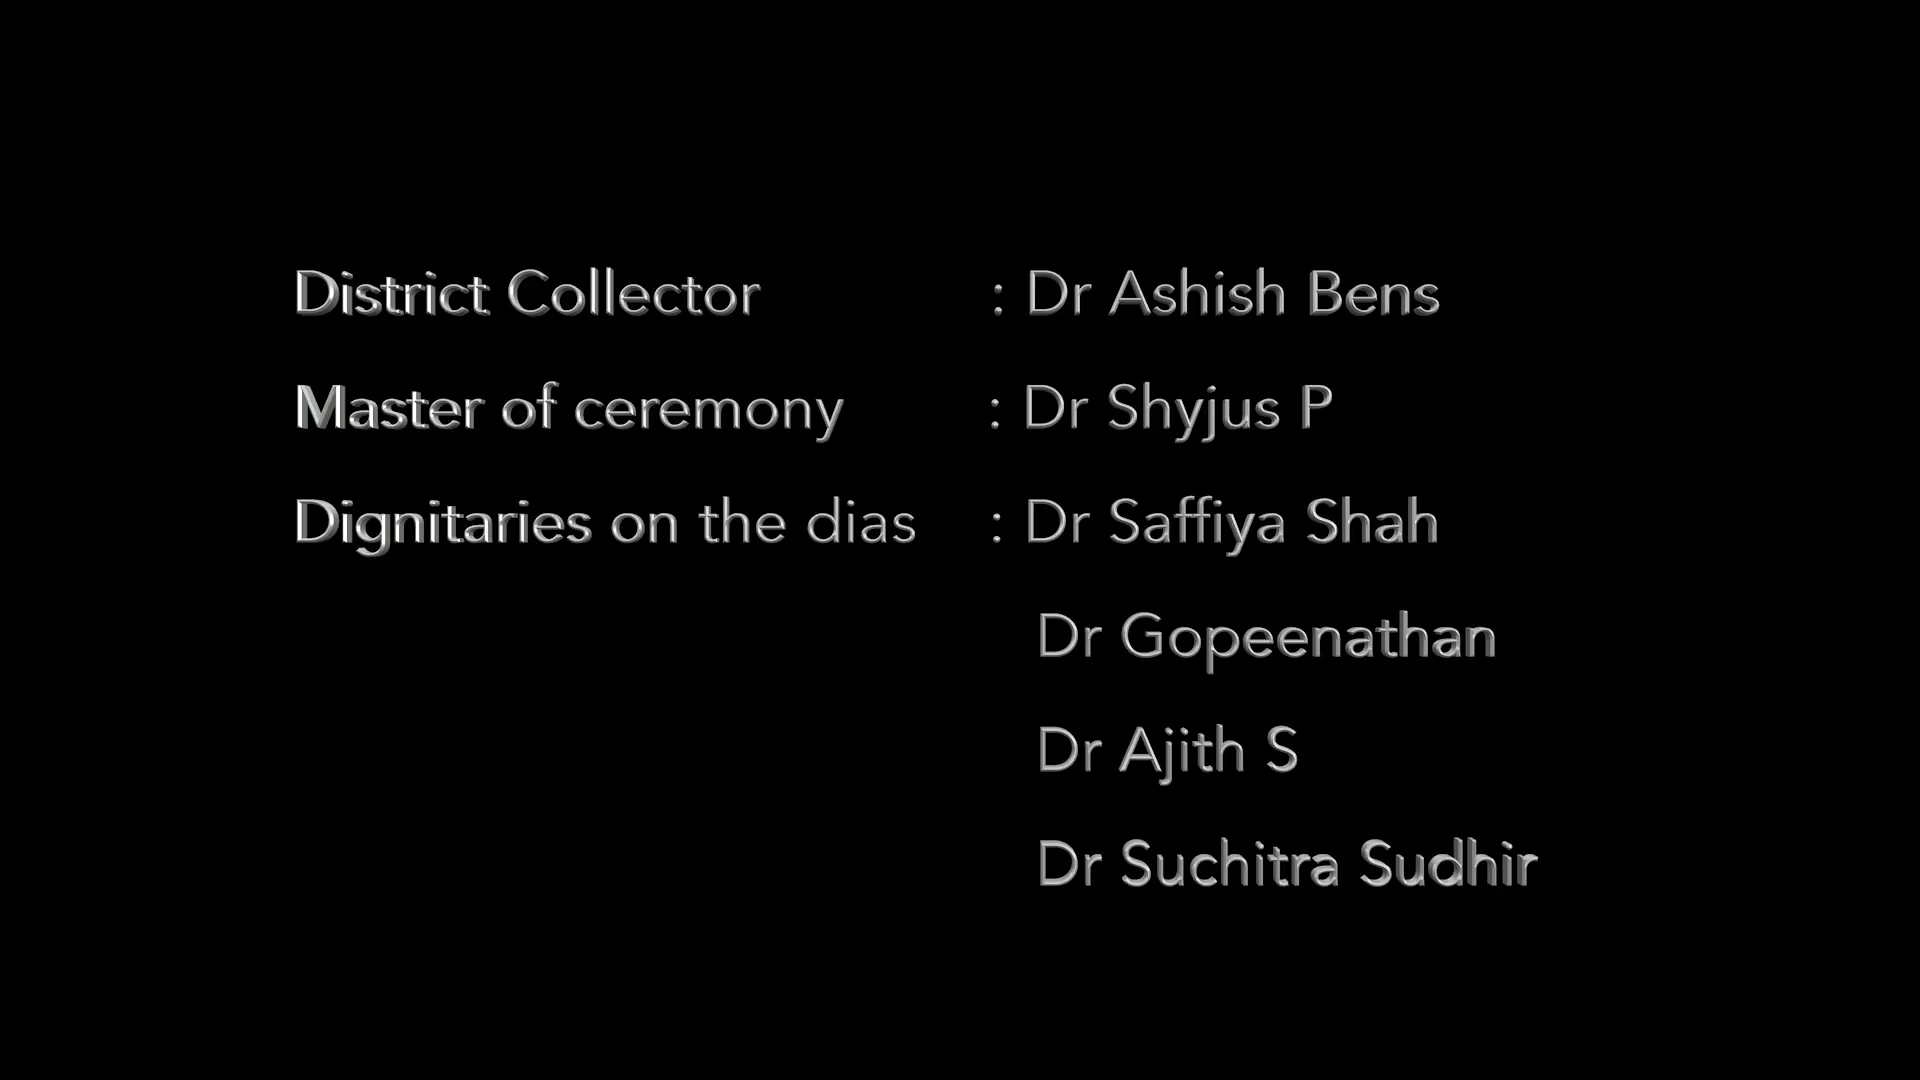 District Collector : Dr Ashish Bens
Master of ceremony : Dr Shyjus P
Dignitaries on the dias : Dr Saffiya Shah
Dr Gopeenathan
Dr Ajith S
Dr Suchitra Sudhir